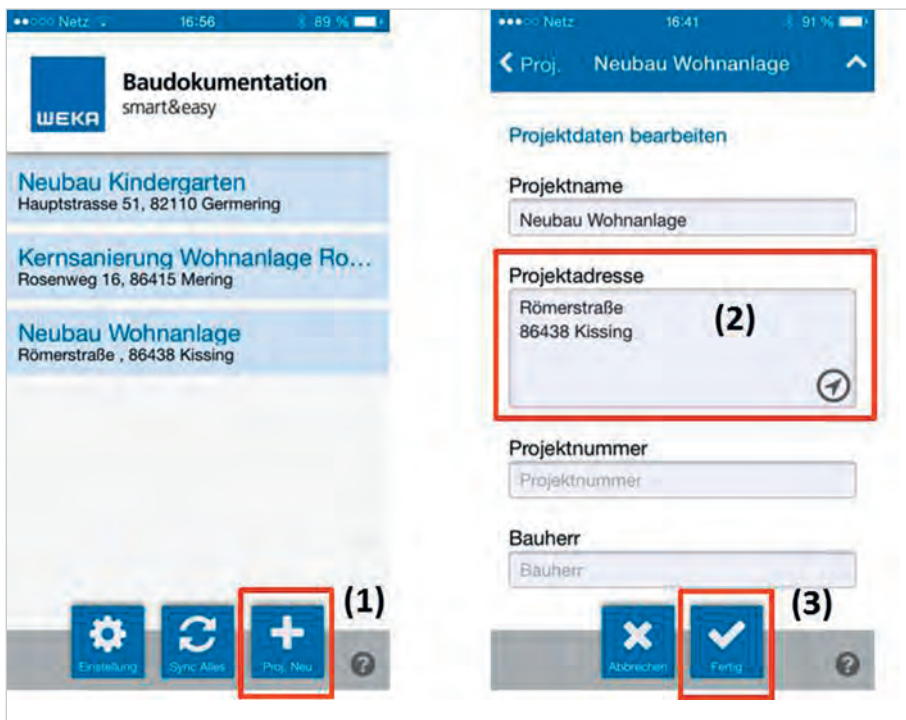 Netz 16:56 89 %
WEKA
Baudokumentation
smart&easy
Neubau Kindergarten
Hauptstrasse 51, 82110 Germering
Kernsanierung Wohnanlage Ro...
Rosenweg 16, 86415 Mering
Neubau Wohnanlage
Römerstraße , 86438 Kissing
(1)
Einstellung
Sync Alles
Proj. Neu
?
Netz 16:41 91 %
Proj. Neubau Wohnanlage
Projektdaten bearbeiten
Projektname
Neubau Wohnanlage
Projektadresse
Römerstraße
86438 Kissing
(2)
Projektnummer
Projektnummer
Bauherr
Bauherr
(3)
Abbrechen
Fertig
?